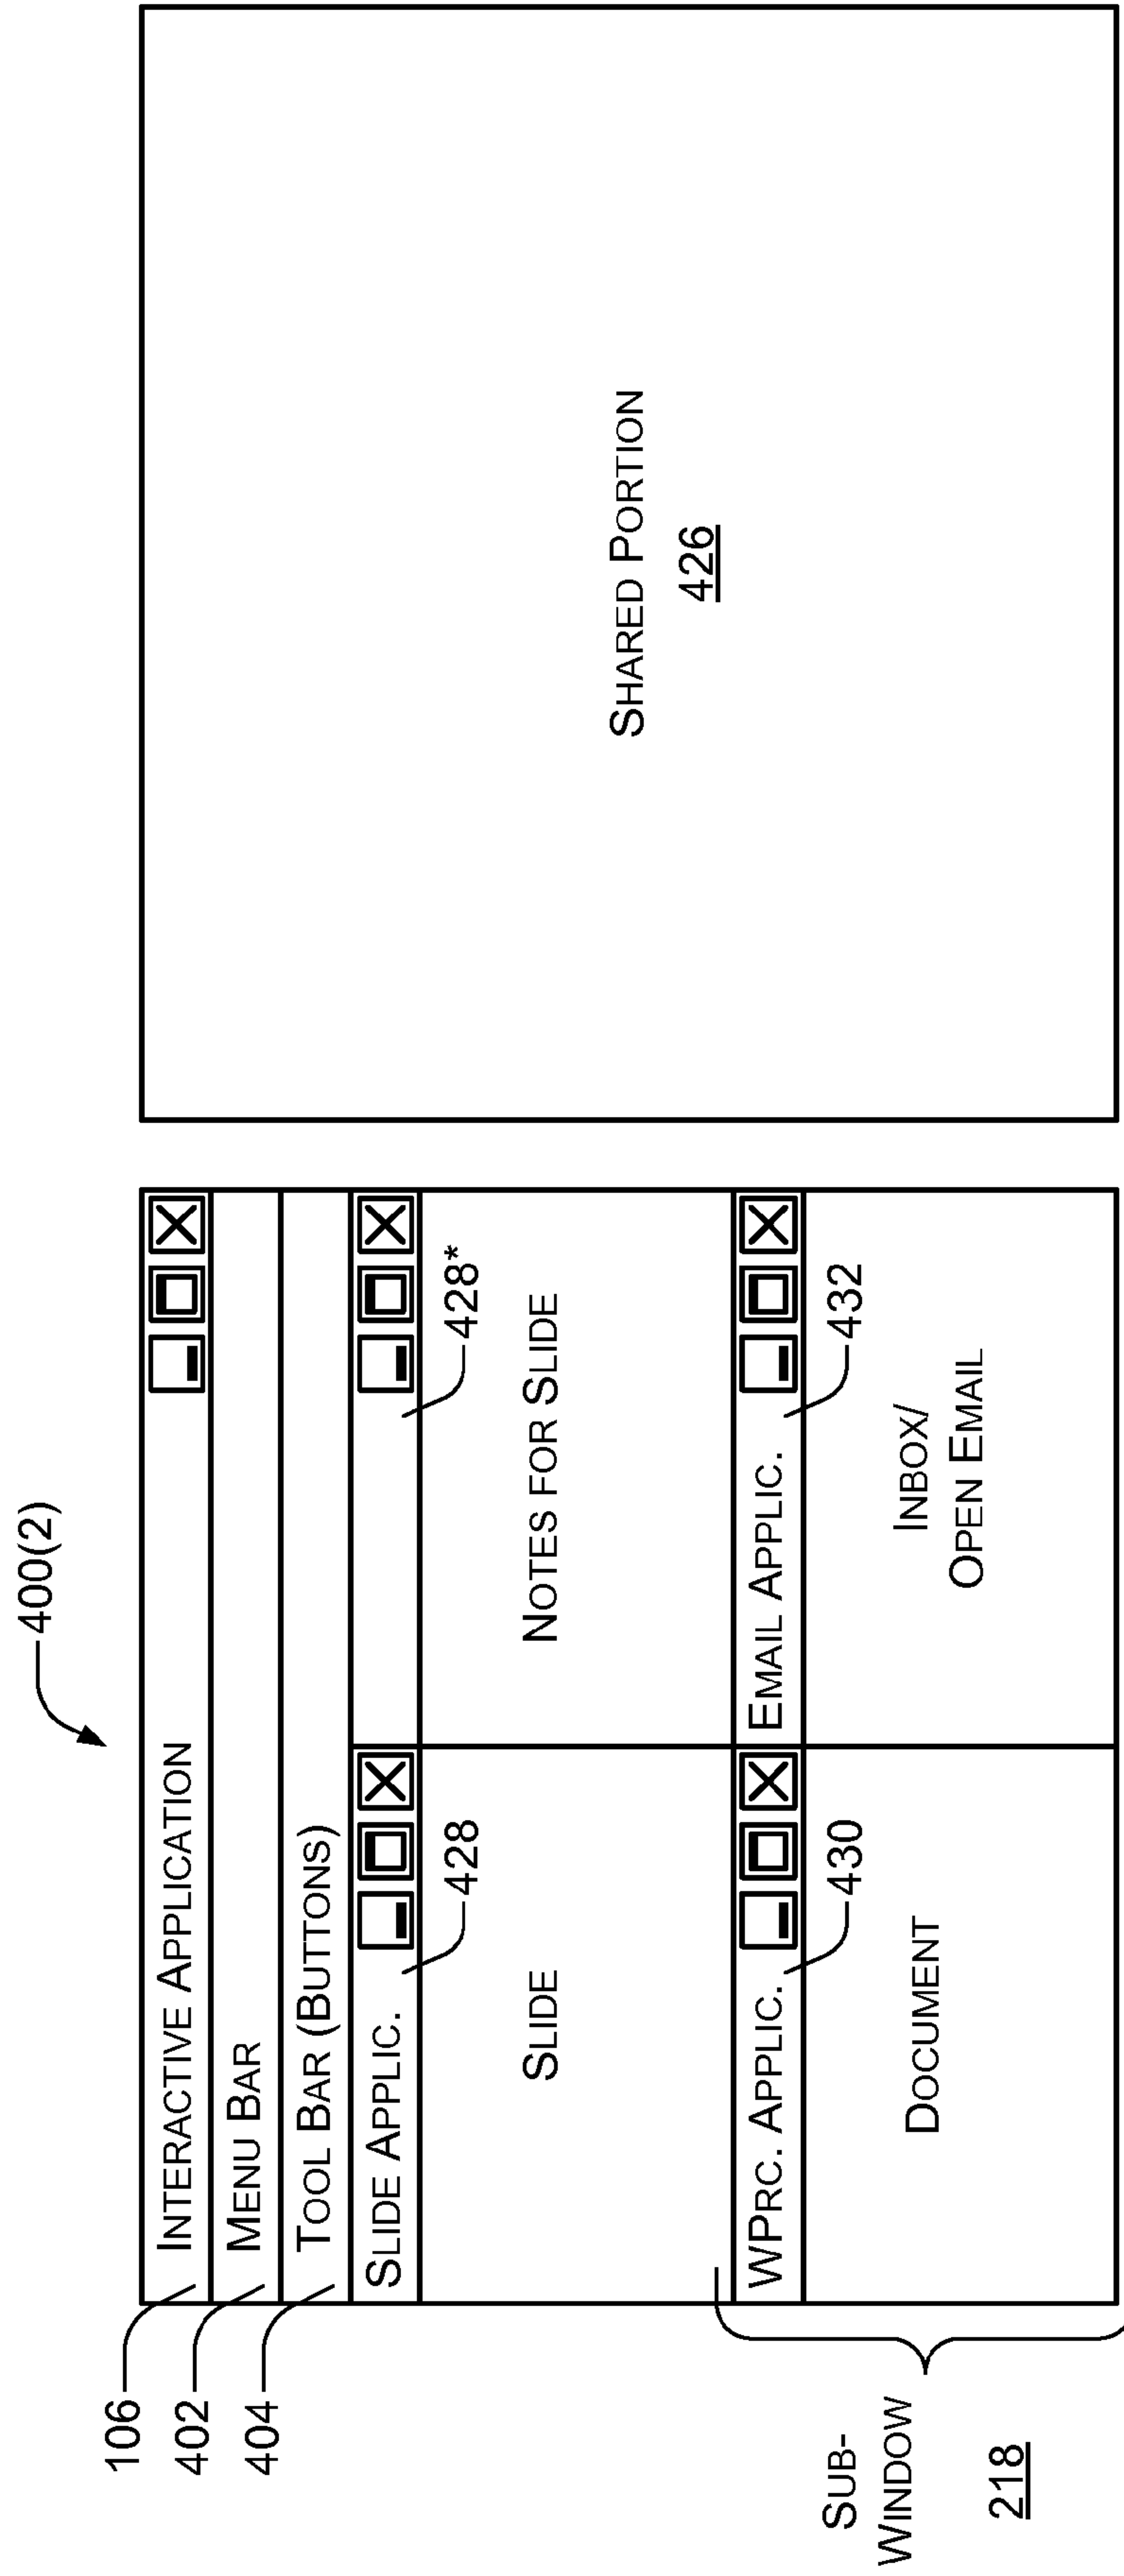 400(2)
106
INTERACTIVE APPLICATION
402
MENU BAR
404
TOOL BAR (BUTTONS)
SLIDE APPLIC.
428
428*
SLIDE
NOTES FOR SLIDE
SHARED PORTION
426
WPRC. APPLIC.
EMAIL APPLIC.
430
432
SUB-
WINDOW
218
DOCUMENT
INBOX/
OPEN EMAIL